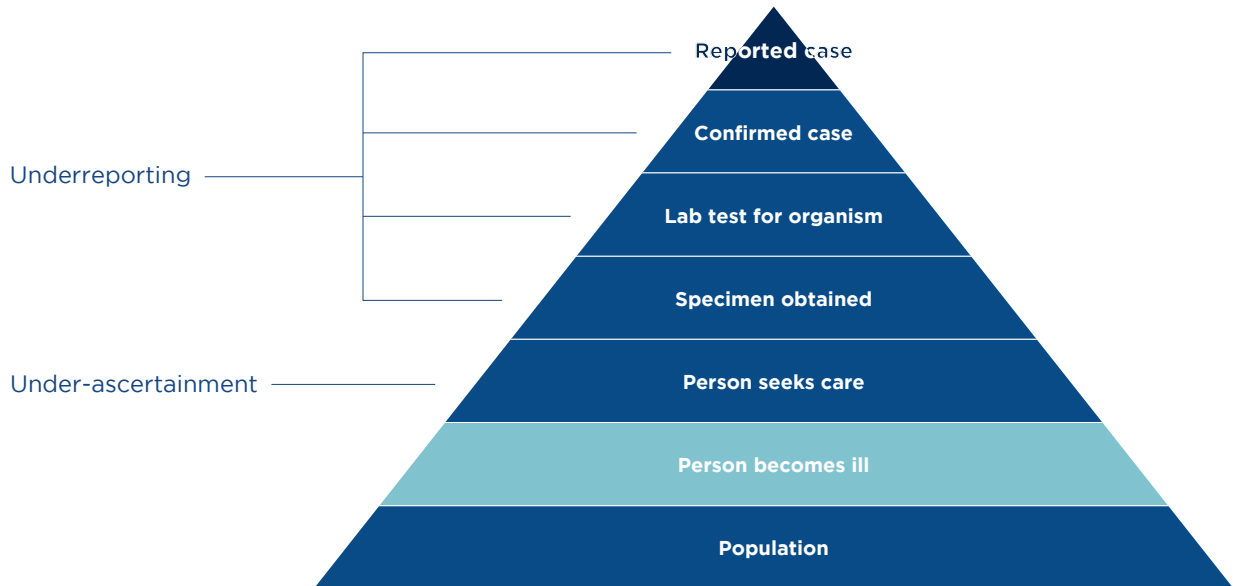 Reported case
Confirmed case
Underreporting
Lab test for organism
Specimen obtained
Under-ascertainment
Person seeks care
Person becomes ill
Population